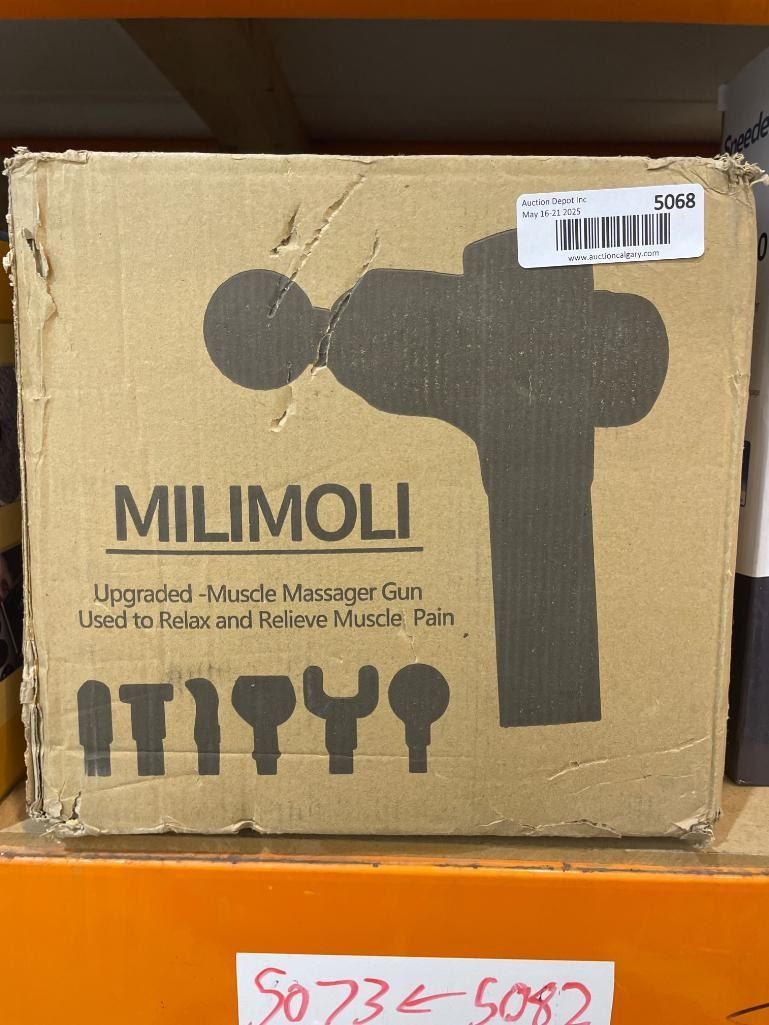 Speede
Auction Depot Inc
May 16-21 2025
5068
www.auctioncalgary.com
MILIMOLI
Upgraded -Muscle Massager Gun
Used to Relax and Relieve Muscle Pain
5073 ← 5082